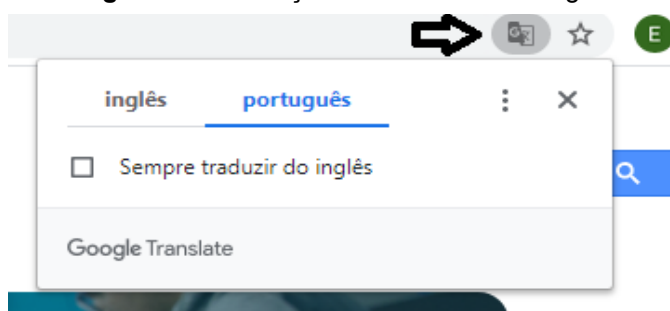 E
inglês português
Sempre traduzir do inglês
Google Translate